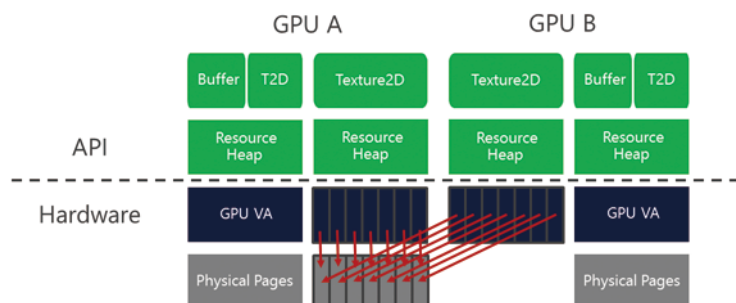 GPU A
GPU B
Buffer
T2D
Texture2D
Texture2D
Buffer
T2D
API
Resource
Heap
Resource
Heap
Resource
Heap
Resource
Heap
Hardware
GPU VA
GPU VA
Physical Pages
Physical Pages